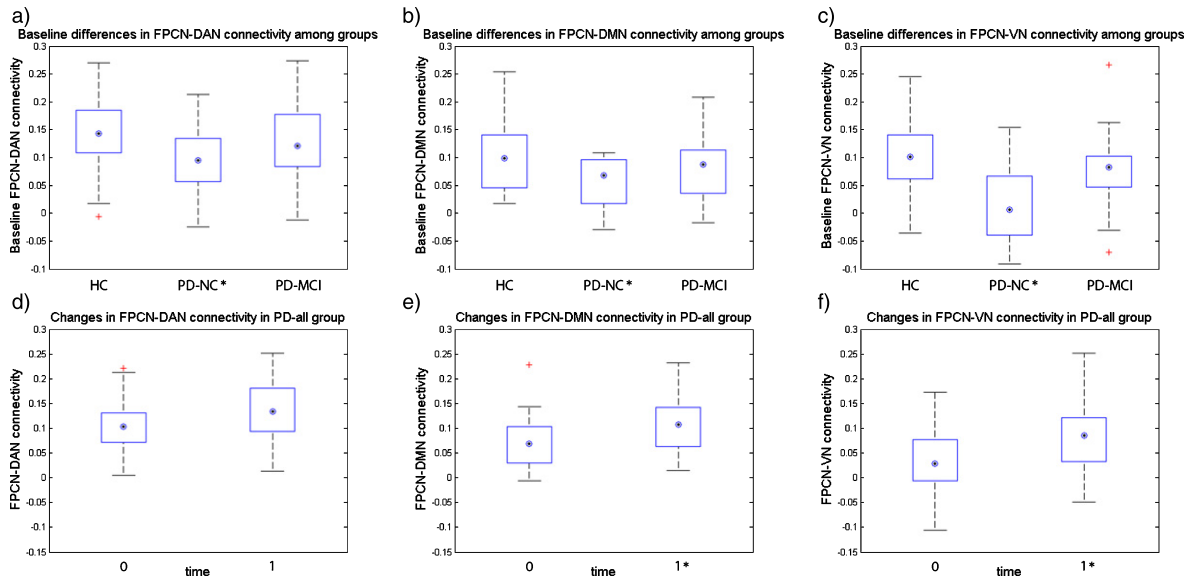 a)
Baseline differences in FPCN-DAN connectivity among groups
Baseline FPCN-DAN connectivity
0.3
0.25
0.2
0.15
0.1
0.05
0
-0.05
-0.1
HC PD-NC* PD-MCI
b)
Baseline differences in FPCN-DMN connectivity among groups
Baseline FPCN-DMN connectivity
0.3
0.25
0.2
0.15
0.1
0.05
0
-0.05
-0.1
HC PD-NC* PD-MCI
c)
Baseline differences in FPCN-VN connectivity among groups
Baseline FPCN-VN connectivity
0.3
0.25
0.2
0.15
0.1
0.05
0
-0.05
-0.1
HC PD-NC* PD-MCI
d)
Changes in FPCN-DAN connectivity in PD-all group
FPCN-DAN connectivity
0.3
0.25
0.2
0.15
0.1
0.05
0
-0.05
-0.1
-0.15
0 time 1
e)
Changes in FPCN-DMN connectivity in PD-all group
FPCN-DMN connectivity
0.3
0.25
0.2
0.15
0.1
0.05
0
-0.05
-0.1
-0.15
0 time 1*
f)
Changes in FPCN-VN connectivity in PD-all group
FPCN-VN connectivity
0.3
0.25
0.2
0.15
0.1
0.05
0
-0.05
-0.1
-0.15
0 time 1*